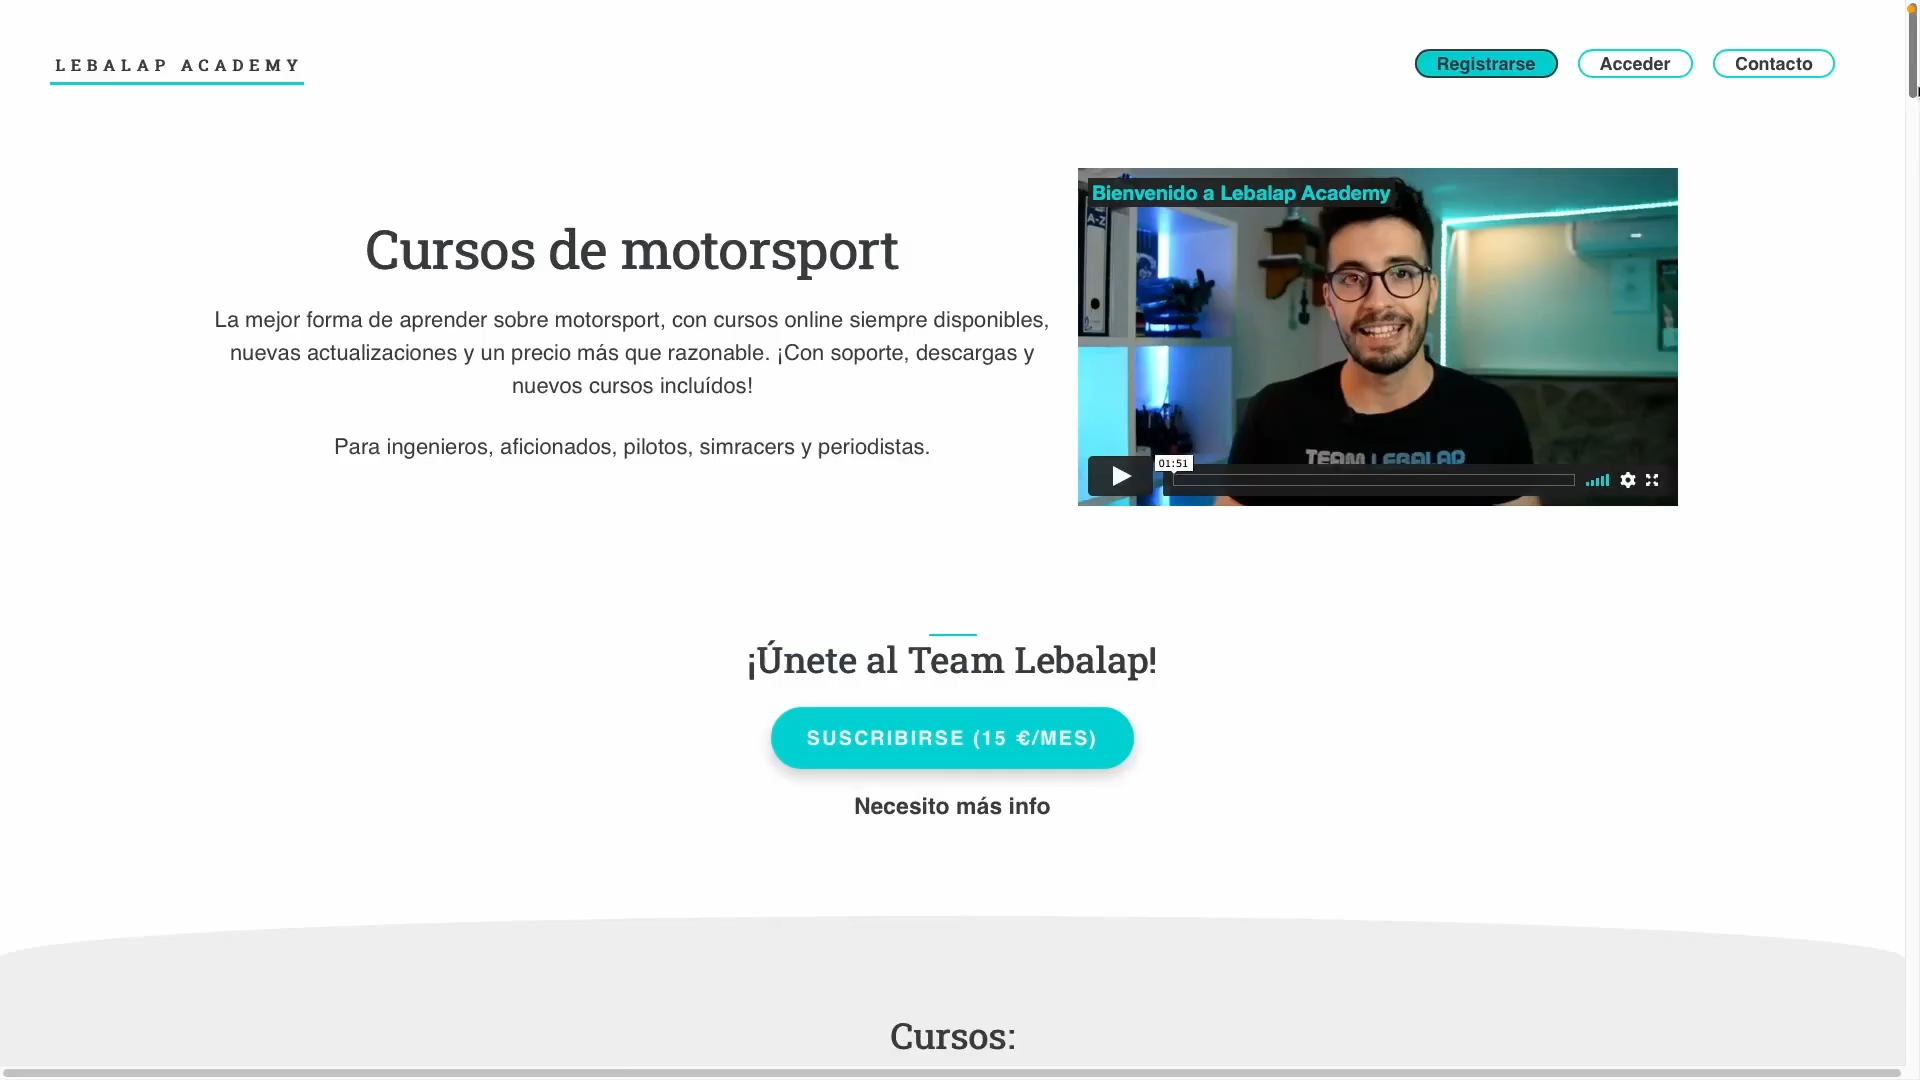 LEBALAP ACADEMY
Registrarse
Acceder
Contacto
Cursos de motorsport
La mejor forma de aprender sobre motorsport, con cursos online siempre disponibles,
nuevas actualizaciones y un precio más que razonable. ¡Con soporte, descargas y
nuevos cursos incluídos!
Para ingenieros, aficionados, pilotos, simracers y periodistas.
Bienvenido a Lebalap Academy
A-Z
TEAM LEBALAP
01:51
¡Únete al Team Lebalap!
SUSCRIBIRSE (15 €/MES)
Necesito más info
Cursos: